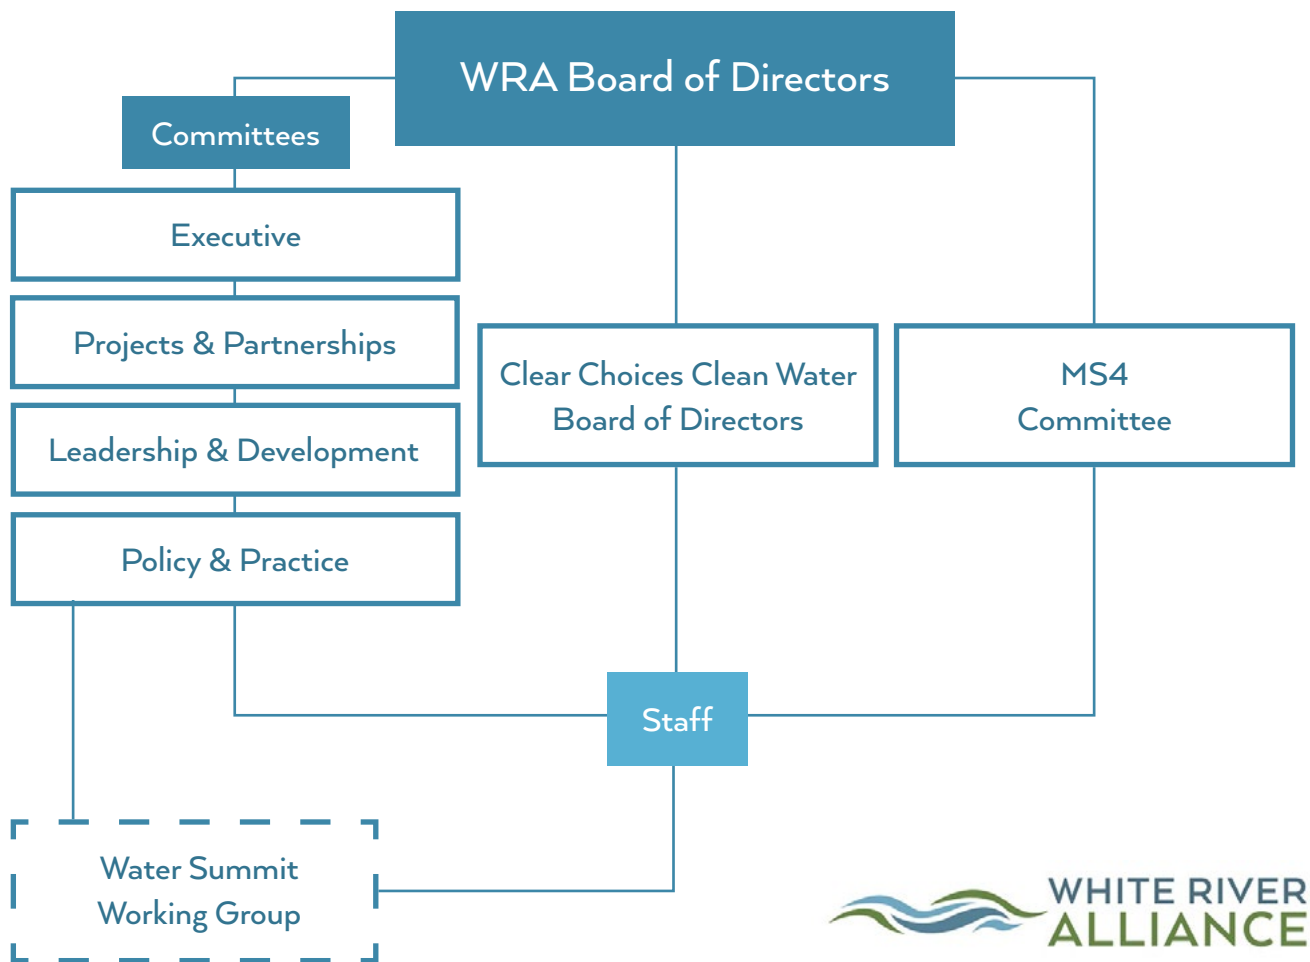 WRA Board of Directors
Committees
Executive
Projects & Partnerships
Leadership & Development
Policy & Practice
Clear Choices Clean Water
Board of Directors
MS4
Committee
Staff
Water Summit
Working Group
WHITE RIVER
ALLIANCE